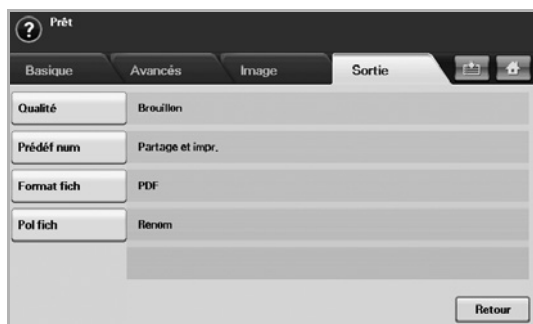 ?
Prêt
Basique Avancés Image Sortie
Qualité Brouillon
Prédéf num Partage et impr.
Format fich PDF
Pol fich Renom
Retour